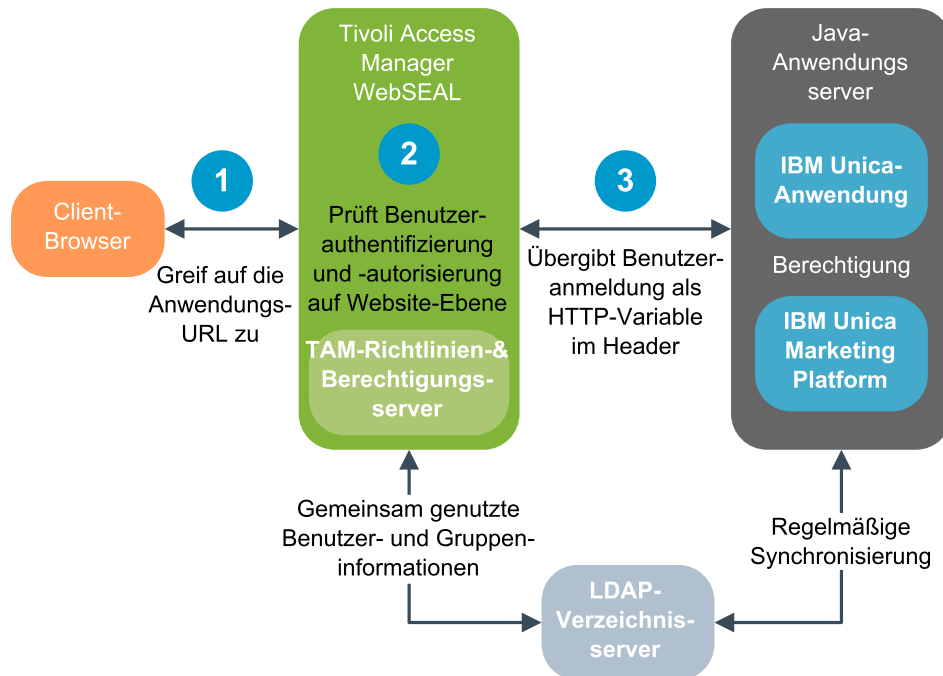 Tivoli Access
Manager
WebSEAL
2
Prüft Benutzer-
authentifizierung
und -autorisierung
auf Website-Ebene
TAM-Richtlinien-&
Berechtigungs-
server
Java-
Anwendungs
server
IBM Unica-
Anwendung
Berechtigung
IBM Unica
Marketing
Platform
1
Client-
Browser
Greif auf die
Anwendungs-
URL zu
3
Übergibt Benutzer-
anmeldung als
HTTP-Variable
im Header
Gemeinsam genutzte
Benutzer- und Gruppen-
informationen
Regelmäßige
Synchronisierung
LDAP-
Verzeichnis-
server